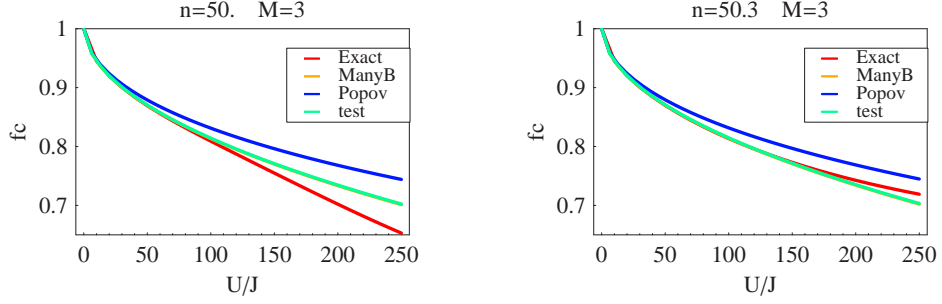 n=50. M=3
1
0.9
0.8
0.7
fc
Exact
ManyB
Popov
test
0 50 100 150 200 250
U/J
n=50.3 M=3
1
0.9
0.8
0.7
fc
Exact
ManyB
Popov
test
0 50 100 150 200 250
U/J